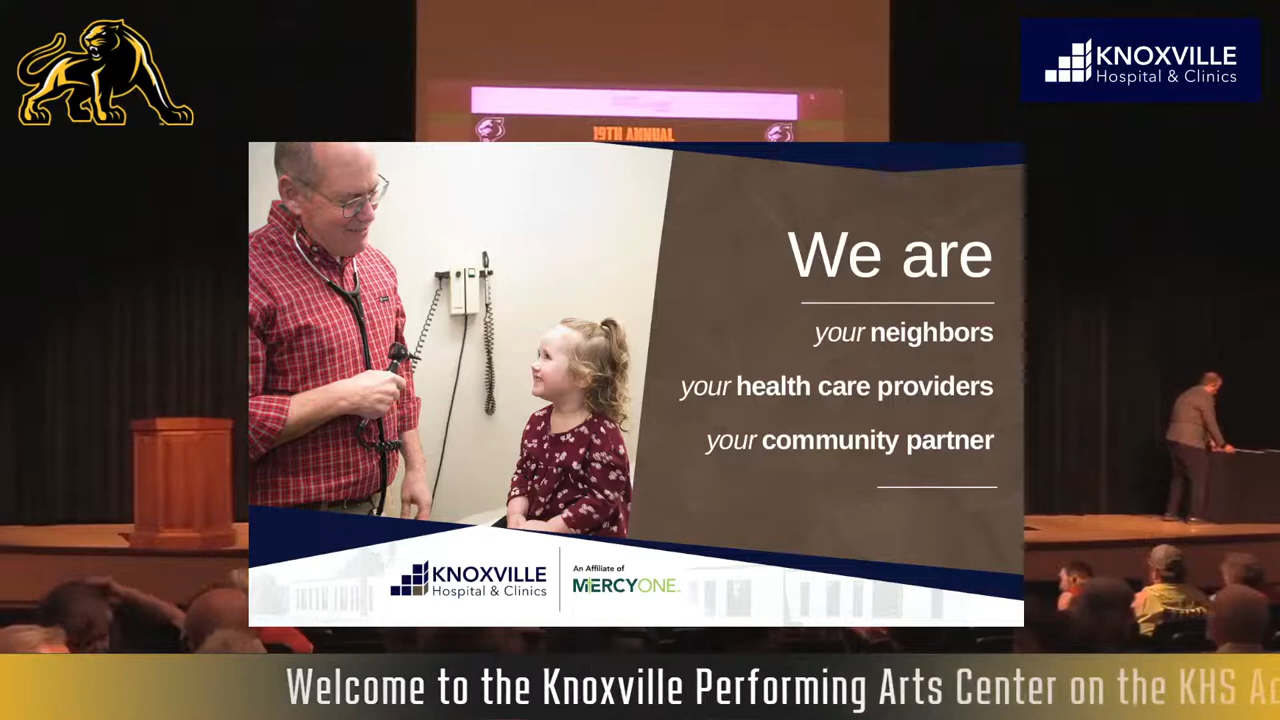 KNOXVILLE
Hospital & Clinics
19TH ANNUAL
We are
your neighbors
your health care providers
your community partner
KNOXVILLE
Hospital & Clinics
An Affiliate of
MERCYONE
Welcome to the Knoxville Performing Arts Center on the KHS